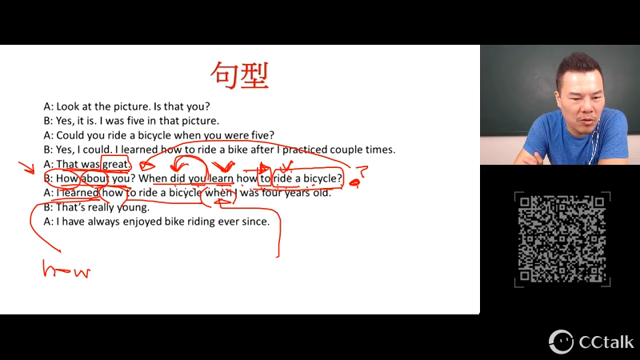 句型
A: Look at the picture. Is that you?
B: Yes, it is. I was five in that picture.
A: Could you ride a bicycle when you were five?
B: Yes, I could. I learned how to ride a bike after I practiced couple times.
A: That was great.
B: How about you? When did you learn how to ride a bicycle?
A: I learned how to ride a bicycle when I was four years old.
B: That's really young.
A: I have always enjoyed bike riding ever since.
how
CCtalk